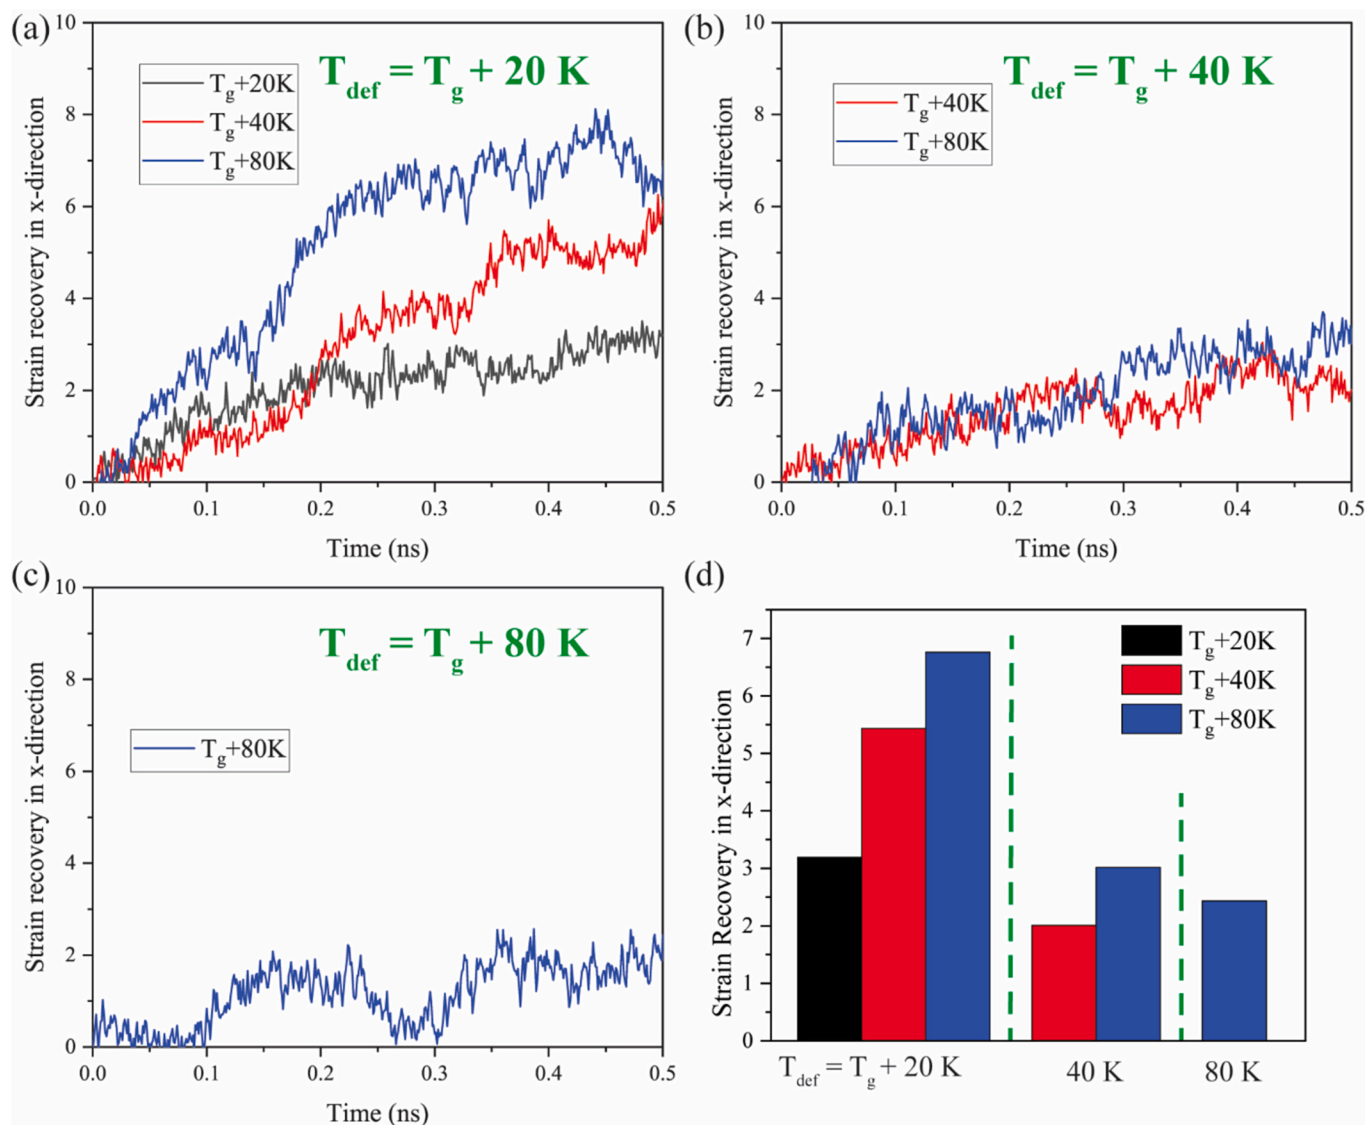 (a)
Strain recovery in x-direction
10
8
6
4
2
0
T_def = T_g + 20 K
T_g+20K
T_g+40K
T_g+80K
0.0 0.1 0.2 0.3 0.4 0.5
Time (ns)
(b)
Strain recovery in x-direction
10
8
6
4
2
0
T_def = T_g + 40 K
T_g+40K
T_g+80K
0.0 0.1 0.2 0.3 0.4 0.5
Time (ns)
(c)
Strain recovery in x-direction
10
8
6
4
2
0
T_def = T_g + 80 K
T_g+80K
0.0 0.1 0.2 0.3 0.4 0.5
Time (ns)
(d)
Strain Recovery in x-direction
7
6
5
4
3
2
1
0
T_g+20K
T_g+40K
T_g+80K
T_def = T_g + 20 K 40 K 80 K